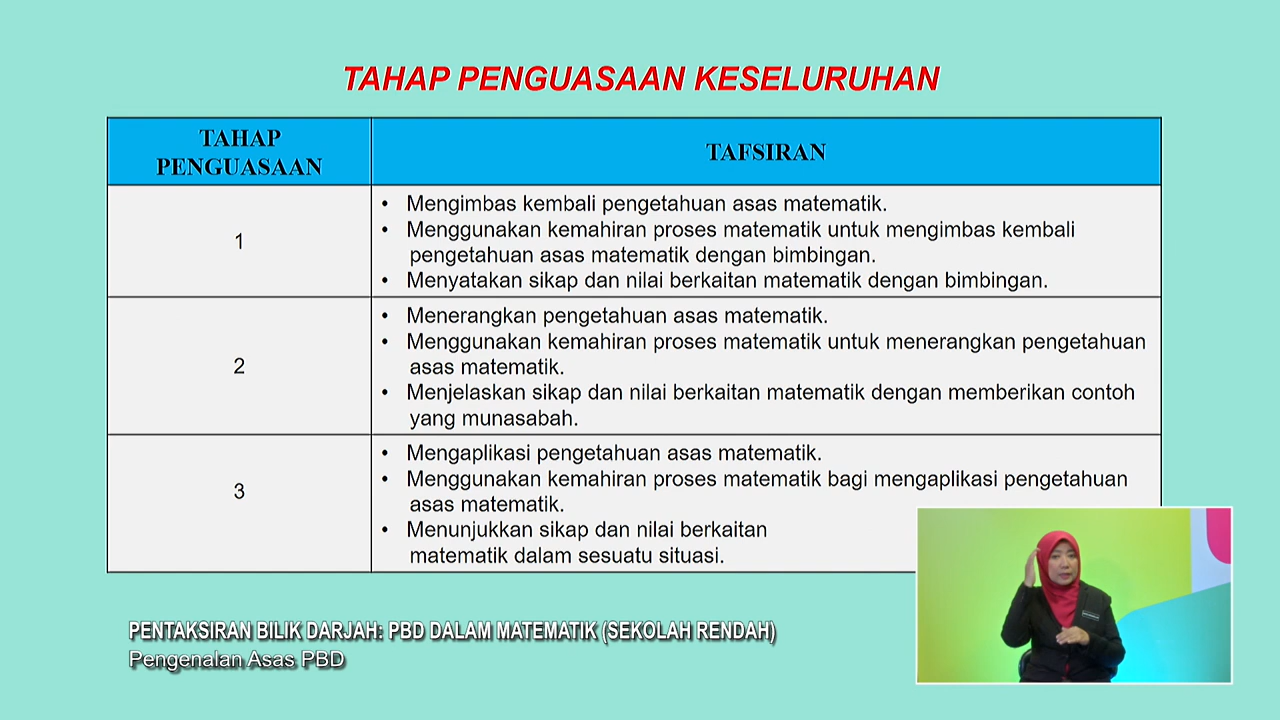 TAHAP PENGUASAAN KESELURUHAN
TAHAP
PENGUASAAN
TAFSIRAN
1
• Mengimbas kembali pengetahuan asas matematik.
• Menggunakan kemahiran proses matematik untuk mengimbas kembali
pengetahuan asas matematik dengan bimbingan.
• Menyatakan sikap dan nilai berkaitan matematik dengan bimbingan.
2
• Menerangkan pengetahuan asas matematik.
• Menggunakan kemahiran proses matematik untuk menerangkan pengetahuan
asas matematik.
• Menjelaskan sikap dan nilai berkaitan matematik dengan memberikan contoh
yang munasabah.
3
• Mengaplikasi pengetahuan asas matematik.
• Menggunakan kemahiran proses matematik bagi mengaplikasi pengetahuan
asas matematik.
• Menunjukkan sikap dan nilai berkaitan
matematik dalam sesuatu situasi.
PENTAKSIRAN BILIK DARJAH: PBD DALAM MATEMATIK (SEKOLAH RENDAH)
Pengenalan Asas PBD